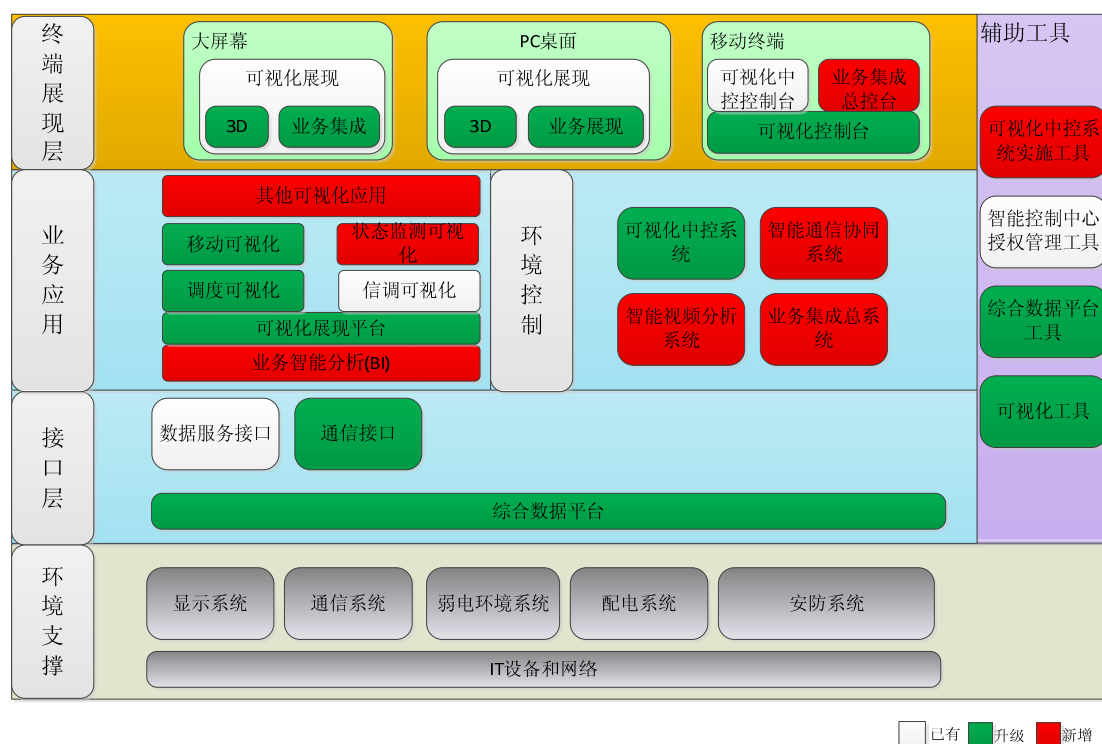 终
端
展
现
层
大屏幕
可视化展现
3D
业务集成
PC桌面
可视化展现
3D
业务展现
移动终端
可视化中
控控制台
业务集成
总控台
可视化控制台
辅助工具
可视化中控系
统实施工具
智能控制中心
授权管理工具
综合数据平台
工具
可视化工具
业
务
应
用
其他可视化应用
移动可视化
状态监测可视
化
调度可视化
信调可视化
可视化展现平台
业务智能分析(BI)
环
境
控
制
可视化中控系
统
智能通信协同
系统
智能视频分析
系统
业务集成总系
统
接
口
层
数据服务接口
通信接口
综合数据平台
环
境
支
撑
显示系统
通信系统
弱电环境系统
配电系统
安防系统
IT设备和网络
已有
升级
新增